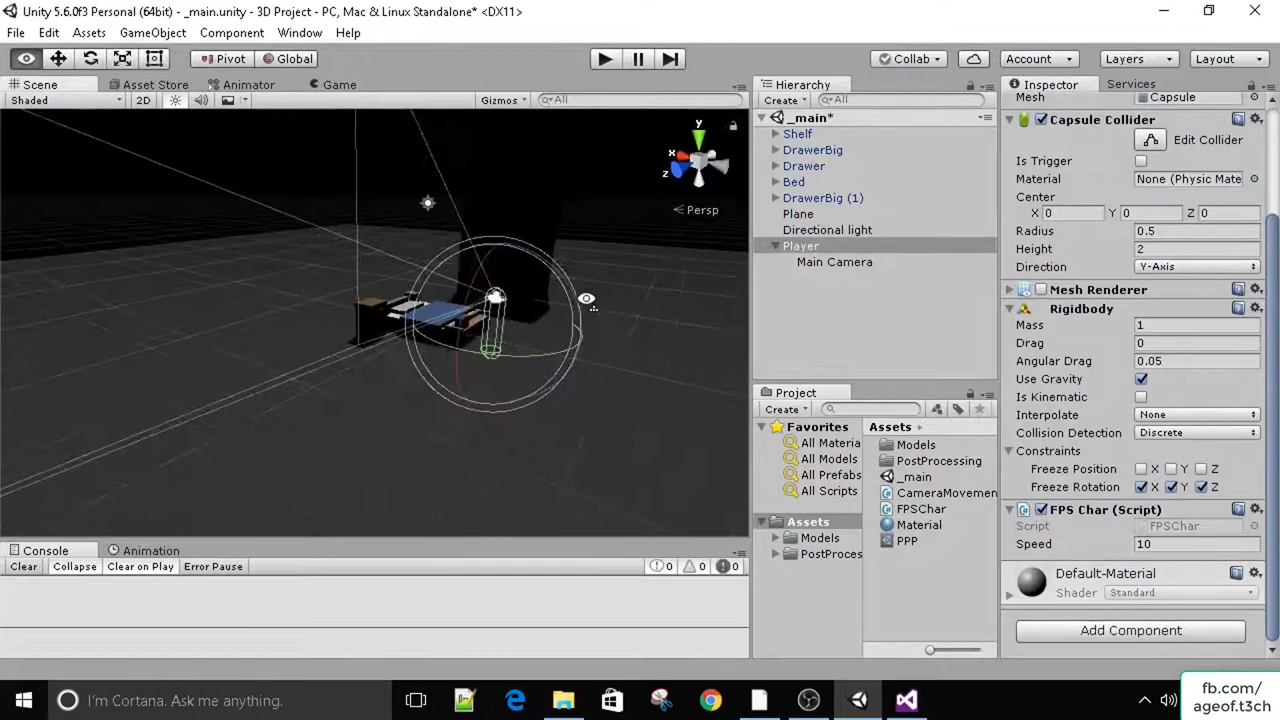 Unity 5.6.0f3 Personal (64bit) - _main.unity - 3D Project - PC, Mac & Linux Standalone* <DX11>
File Edit Assets GameObject Component Window Help
Pivot Global Collab Account Layers Layout
Scene Asset Store Animator Game
Shaded 2D Gizmos All
y
x
z
Persp
Hierarchy
Create All
_main*
Shelf
DrawerBig
Drawer
Bed
DrawerBig (1)
Plane
Directional light
Player
Main Camera
Project
Create
Favorites
All Materia
All Models
All Prefabs
All Scripts
Assets
Models
PostProces
Assets
Models
PostProcessing
_main
CameraMovemen
FPSChar
Material
PPP
Inspector Services
Mesh Capsule
Capsule Collider
Edit Collider
Is Trigger
Material None (Physic Mate
Center
X 0 Y 0 Z 0
Radius 0.5
Height 2
Direction Y-Axis
Mesh Renderer
Rigidbody
Mass 1
Drag 0
Angular Drag 0.05
Use Gravity
Is Kinematic
Interpolate None
Collision Detection Discrete
Constraints
Freeze Position X Y Z
Freeze Rotation X Y Z
FPS Char (Script)
Script FPSChar
Speed 10
Default-Material
Shader Standard
Add Component
Console Animation
Clear Collapse Clear on Play Error Pause 0 0 0
I'm Cortana. Ask me anything.
fb.com/
ageof.t3ch